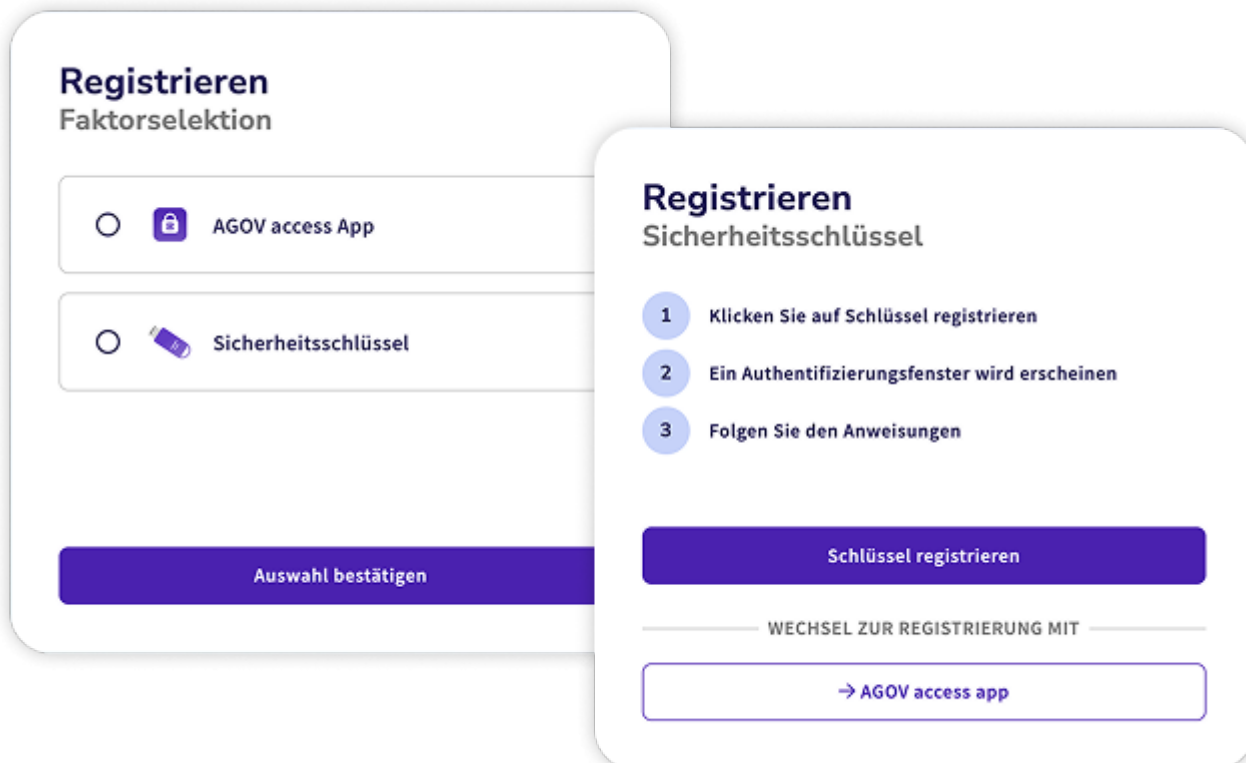 Registrieren
Faktorselektion
AGOV access App
Sicherheitsschlüssel
Auswahl bestätigen
Registrieren
Sicherheitsschlüssel
1 Klicken Sie auf Schlüssel registrieren
2 Ein Authentifizierungsfenster wird erscheinen
3 Folgen Sie den Anweisungen
Schlüssel registrieren
WECHSEL ZUR REGISTRIERUNG MIT
→ AGOV access app